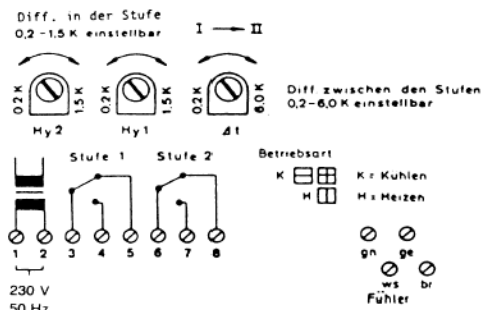 Diff. in der Stufe
0,2 - 1.5 K einstellbar
I → II
0.2 K
1.5 K
0.2 K
1.5 K
0.2 K
6.0 K
Hy 2
Hy 1
Δt
Diff. zwischen den Stufen
0,2-6,0 K einstellbar
Stufe 1
Stufe 2
Betriebsart
K
K = Kuhlen
H
H = Heizen
1 2 3 4 5 6 7 8
gn ge
ws br
Fühler
230 V
50 Hz